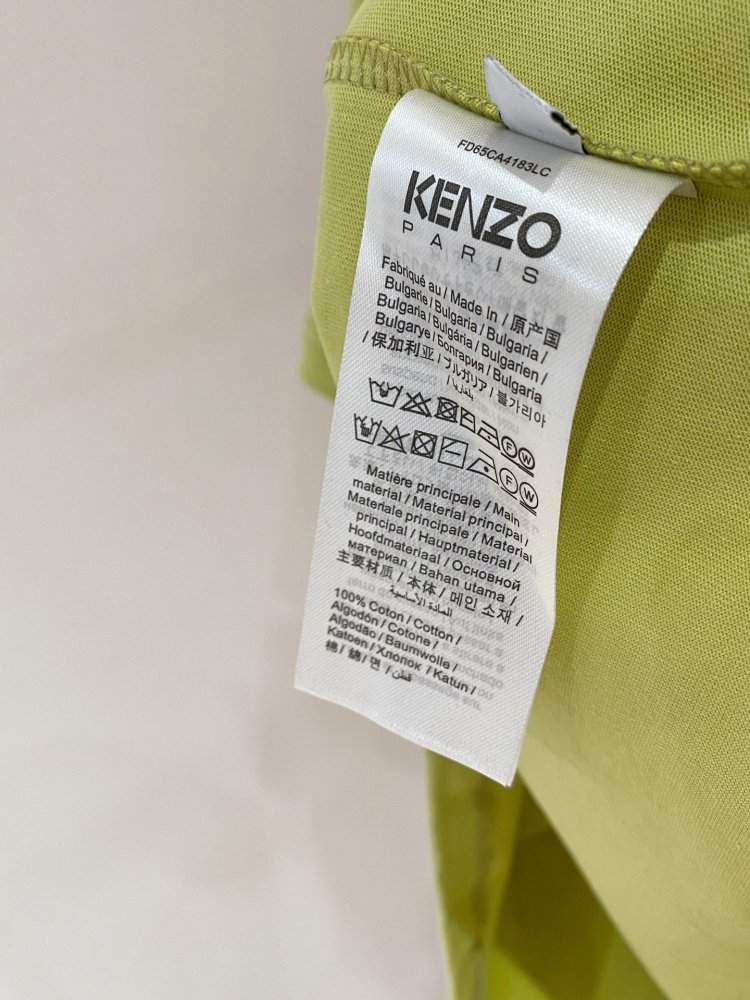 FD65CA4183LC
KENZO
PARIS
Fabriqué au / Made In / 原产国
Bulgarie / Bulgaria / Bulgaria /
Bulgaria / Bulgária / Bulgarien /
Bulgarye / Болгария / Bulgaria
/ 保加利亚 / ブルガリア / 불가리아
/ بلغاريا
F W
F W
Matière principale / Main
material / Material principal /
Materiale principale / Material
principal / Hauptmaterial /
Hoofdmateriaal / Основной
материал / Bahan utama /
主要材质 / 本体 / 메인 소재 /
المادة الأساسية
100% Coton / Cotton /
Algodón / Cotone /
Algodão / Baumwolle /
Katoen / Хлопок / Katun /
棉 / 綿 / 면 / قطن